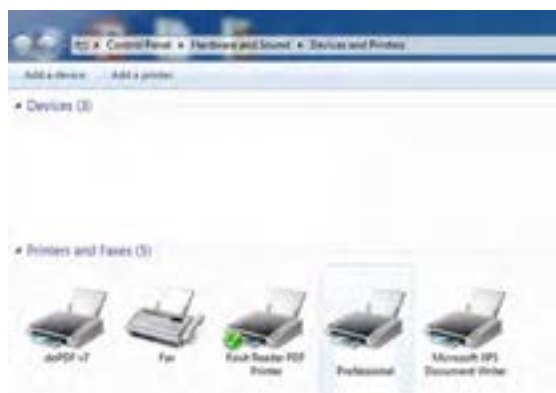 Control Panel Hardware and Sound Devices and Printers
Add a device Add a printer
Devices (3)
Printers and Faxes (5)
doPDF v7
Fax
Foxit Reader PDF
Printer
Professional
Microsoft XPS
Document Writer